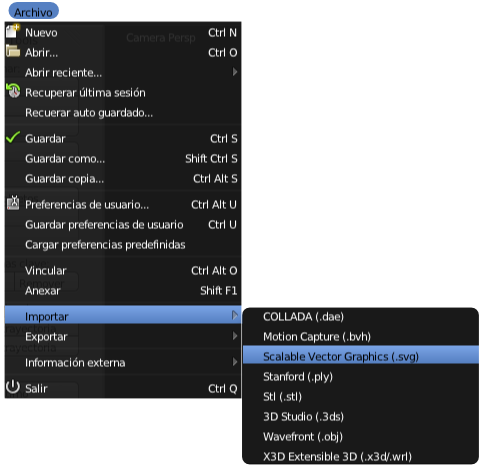 Archivo
Nuevo Ctrl N
Camera Persp
Abrir... Ctrl O
Abrir reciente...
Recuperar última sesión
Recuerar auto guardado...
Guardar Ctrl S
Guardar como... Shift Ctrl S
Guardar copia... Ctrl Alt S
Preferencias de usuario... Ctrl Alt U
Guardar preferencias de usuario Ctrl U
Cargar preferencias predefinidas
Vincular Ctrl Alt O
Anexar Shift F1
Importar
Exportar
Información externa
Salir Ctrl Q
COLLADA (.dae)
Motion Capture (.bvh)
Scalable Vector Graphics (.svg)
Stanford (.ply)
Stl (.stl)
3D Studio (.3ds)
Wavefront (.obj)
X3D Extensible 3D (.x3d/.wrl)